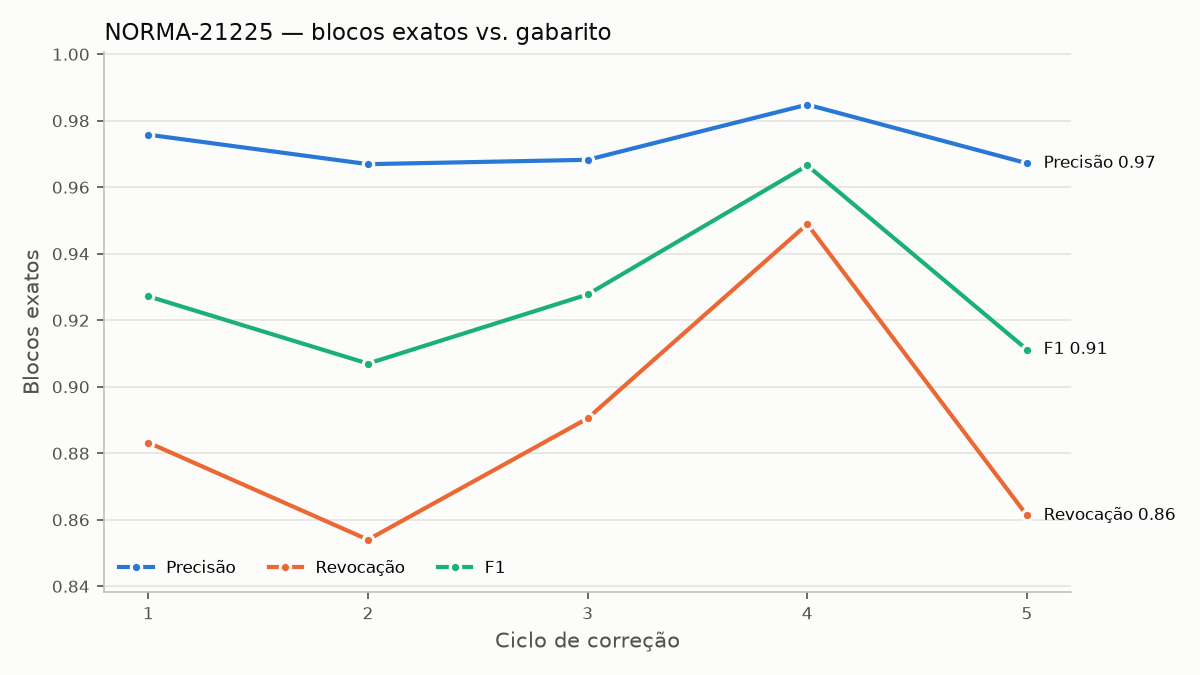 NORMA-21225 — blocos exatos vs. gabarito
1.00
0.98
0.96
0.94
0.92
0.90
0.88
0.86
0.84
Blocos exatos
Precisão 0.97
F1 0.91
Revocação 0.86
Precisão Revocação F1
1 2 3 4 5
Ciclo de correção